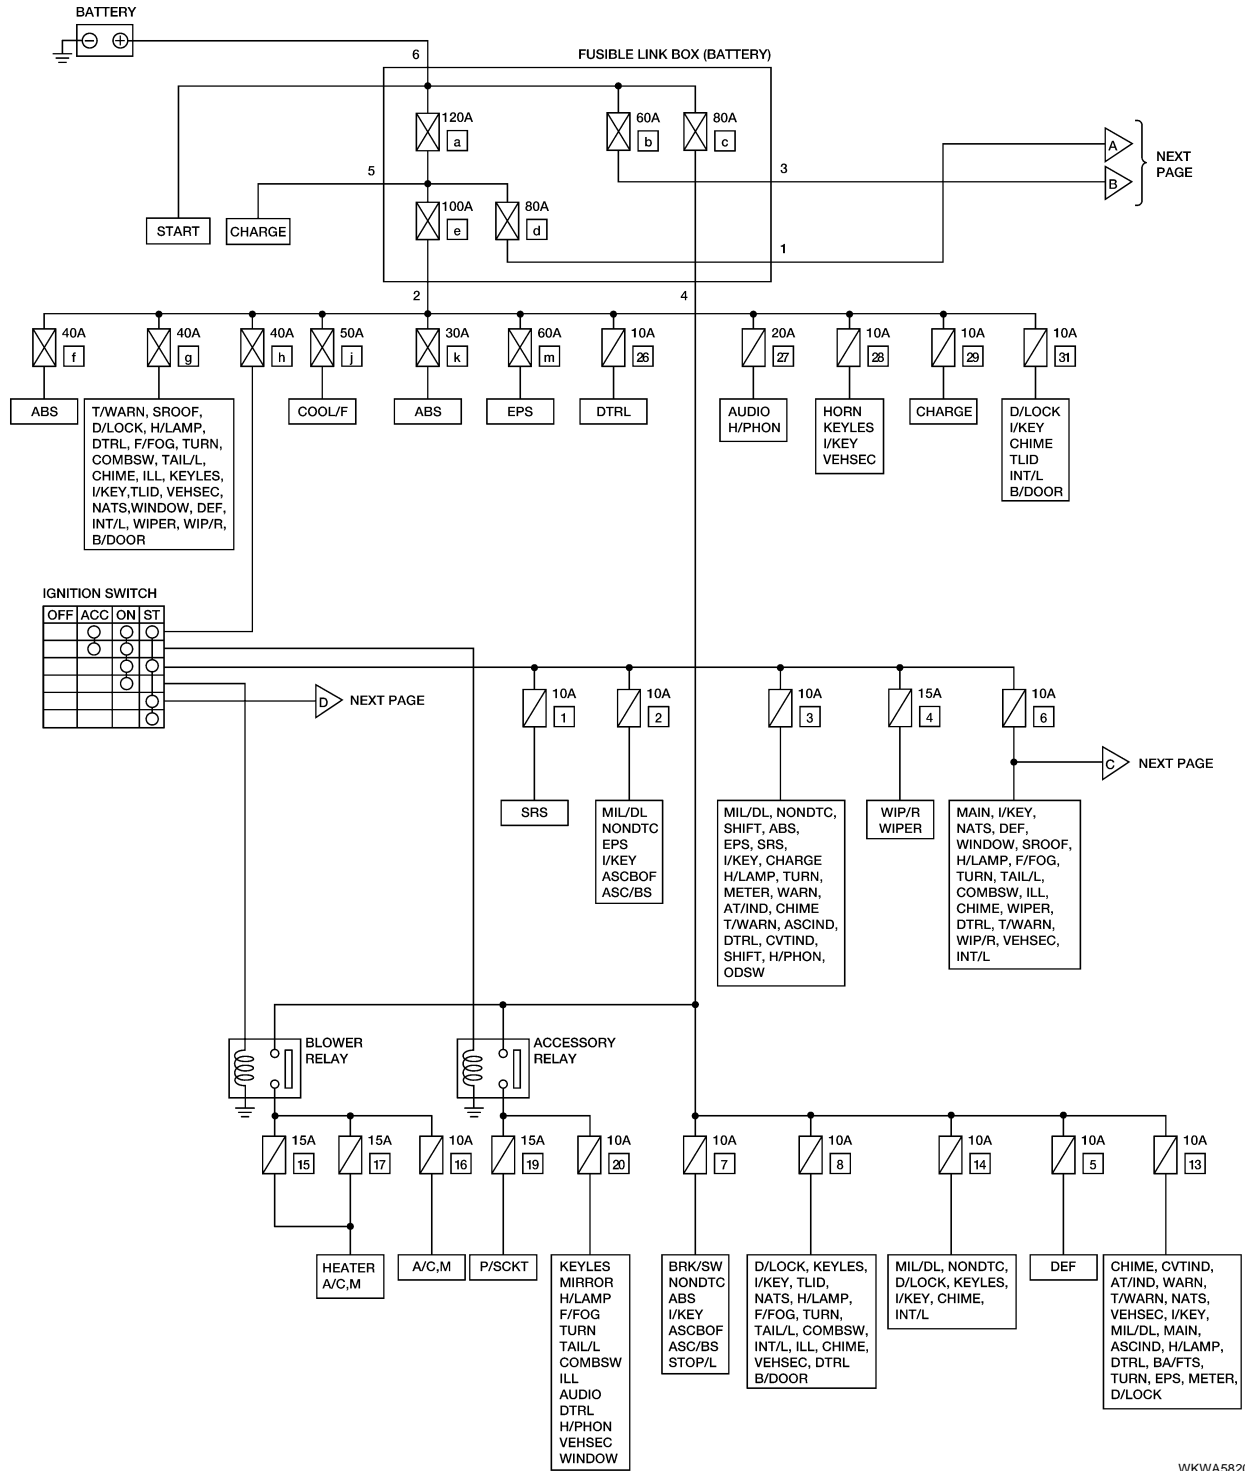 BATTERY
6
FUSIBLE LINK BOX (BATTERY)
120A
a
60A
b
80A
c
A
B
NEXT
PAGE
3
5
START
CHARGE
100A
e
80A
d
1
2
4
40A
f
40A
g
40A
h
50A
j
30A
k
60A
m
10A
26
20A
27
10A
28
10A
29
10A
31
ABS
T/WARN, SROOF,
D/LOCK, H/LAMP,
DTRL, F/FOG, TURN,
COMBSW, TAIL/L,
CHIME, ILL, KEYLES,
I/KEY,TLID, VEHSEC,
NATS,WINDOW, DEF,
INT/L, WIPER, WIP/R,
B/DOOR
COOL/F
ABS
EPS
DTRL
AUDIO
H/PHON
HORN
KEYLES
I/KEY
VEHSEC
CHARGE
D/LOCK
I/KEY
CHIME
TLID
INT/L
B/DOOR
IGNITION SWITCH
OFF ACC ON ST
D
NEXT PAGE
10A
1
10A
2
10A
3
15A
4
10A
6
C
NEXT PAGE
SRS
MIL/DL
NONDTC
EPS
I/KEY
ASCBOF
ASC/BS
MIL/DL, NONDTC,
SHIFT, ABS,
EPS, SRS,
I/KEY, CHARGE
H/LAMP, TURN,
METER, WARN,
AT/IND, CHIME
T/WARN, ASCIND,
DTRL, CVTIND,
SHIFT, H/PHON,
ODSW
WIP/R
WIPER
MAIN, I/KEY,
NATS, DEF,
WINDOW, SROOF,
H/LAMP, F/FOG,
TURN, TAIL/L,
COMBSW, ILL,
CHIME, WIPER,
DTRL, T/WARN,
WIP/R, VEHSEC,
INT/L
BLOWER
RELAY
ACCESSORY
RELAY
15A
15
15A
17
10A
16
15A
19
10A
20
10A
7
10A
8
10A
14
10A
5
10A
13
HEATER
A/C,M
A/C,M
P/SCKT
KEYLES
MIRROR
H/LAMP
F/FOG
TURN
TAIL/L
COMBSW
ILL
AUDIO
DTRL
H/PHON
VEHSEC
WINDOW
BRK/SW
NONDTC
ABS
I/KEY
ASCBOF
ASC/BS
STOP/L
D/LOCK, KEYLES,
I/KEY, TLID,
NATS, H/LAMP,
F/FOG, TURN,
TAIL/L, COMBSW,
INT/L, ILL, CHIME,
VEHSEC, DTRL
B/DOOR
MIL/DL, NONDTC,
D/LOCK, KEYLES,
I/KEY, CHIME,
INT/L
DEF
CHIME, CVTIND,
AT/IND, WARN,
T/WARN, NATS,
VEHSEC, I/KEY,
MIL/DL, MAIN,
ASCIND, H/LAMP,
DTRL, BA/FTS,
TURN, EPS, METER,
D/LOCK